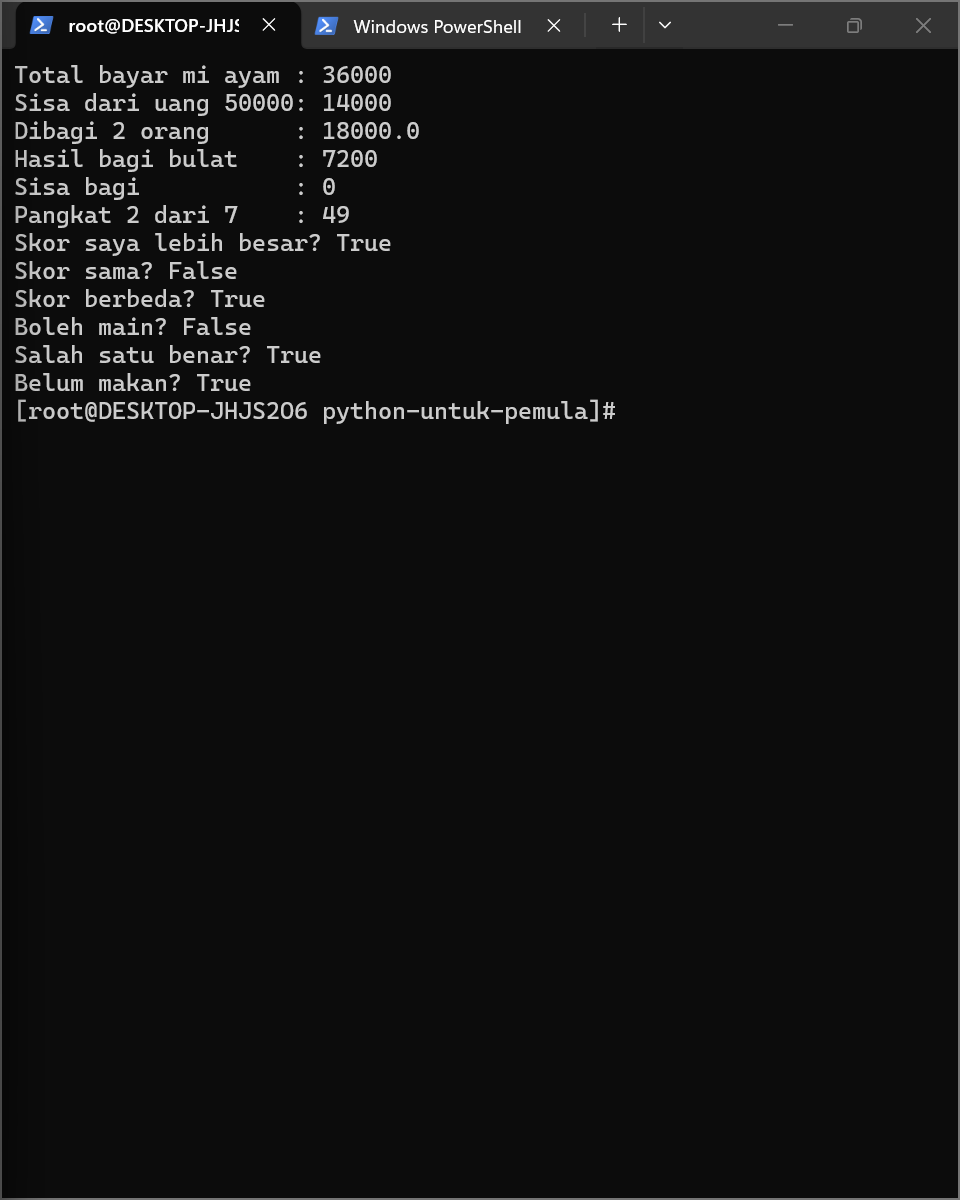 root@DESKTOP-JHJS
Windows PowerShell
Total bayar mi ayam : 36000
Sisa dari uang 50000: 14000
Dibagi 2 orang      : 18000.0
Hasil bagi bulat    : 7200
Sisa bagi           : 0
Pangkat 2 dari 7    : 49
Skor saya lebih besar? True
Skor sama? False
Skor berbeda? True
Boleh main? False
Salah satu benar? True
Belum makan? True
[root@DESKTOP-JHJS2O6 python-untuk-pemula]#